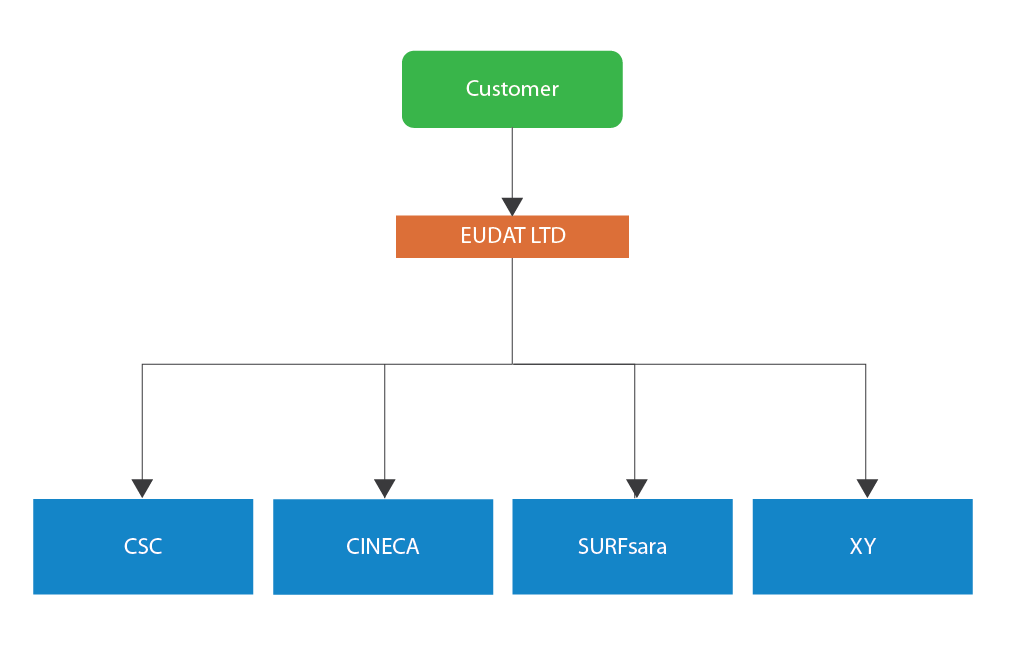 Customer
EUDAT LTD
CSC
CINECA
SURFsara
XY